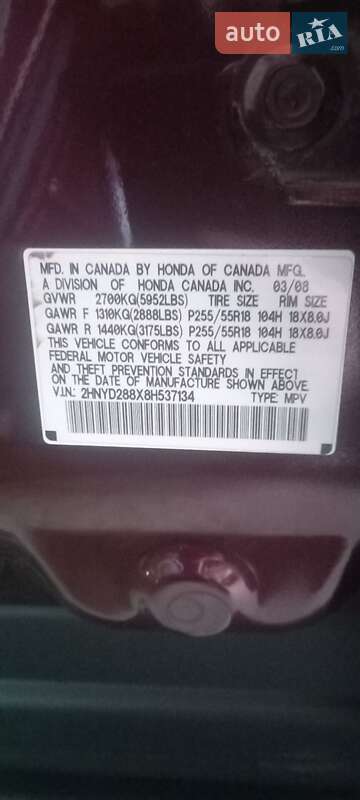 auto RIA.com
MFD. IN CANADA BY HONDA OF CANADA MFG.
A DIVISION OF HONDA CANADA INC. 03/08
GVWR 2700KG(5952LBS) TIRE SIZE RIM SIZE
GAWR F 1310KG(2888LBS) P255/55R18 104H 18X8.0J
GAWR R 1440KG(3175LBS) P255/55R18 104H 18X8.0J
THIS VEHICLE CONFORMS TO ALL APPLICABLE
FEDERAL MOTOR VEHICLE SAFETY
AND THEFT PREVENTION STANDARDS IN EFFECT
ON THE DATE OF MANUFACTURE SHOWN ABOVE.
V.I.N.: 2HNYD288X8H537134 TYPE: MPV